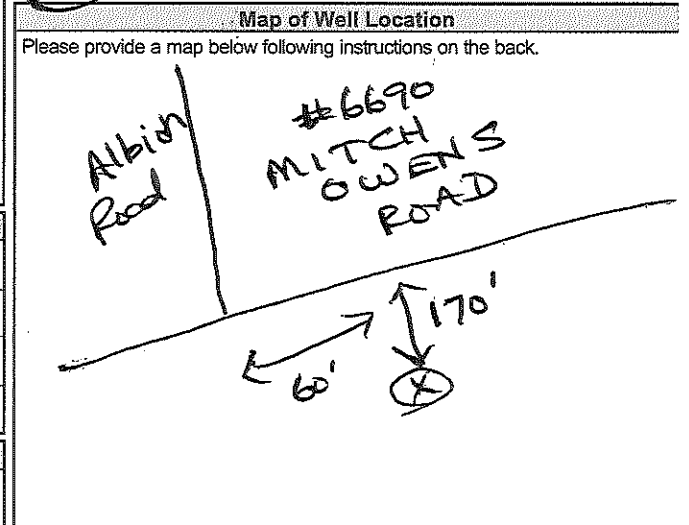 Map of Well Location
Please provide a map below following instructions on the back.
Albion
Road
#6690
MITCH
OWENS
ROAD
170'
60'
X